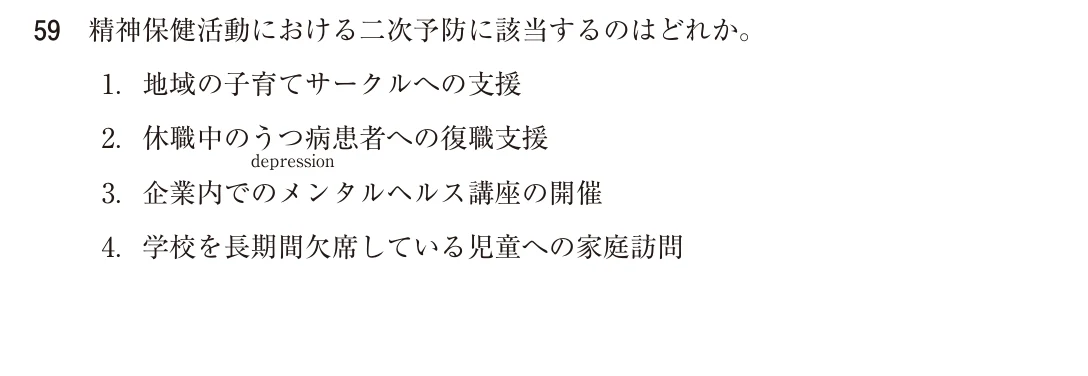 59 精神保健活動における二次予防に該当するのはどれか。
1. 地域の子育てサークルへの支援
2. 休職中のうつ病患者への復職支援
depression
3. 企業内でのメンタルヘルス講座の開催
4. 学校を長期間欠席している児童への家庭訪問